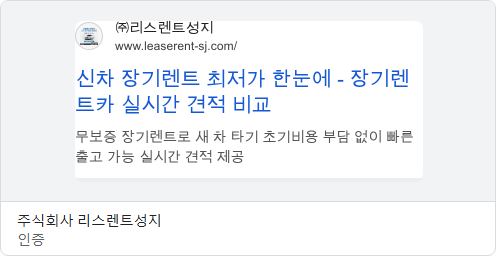 ㈜리스렌트성지
www.leaserent-sj.com/
신차 장기렌트 최저가 한눈에 - 장기렌
트카 실시간 견적 비교
무보증 장기렌트로 새 차 타기 초기비용 부담 없이 빠른
출고 가능 실시간 견적 제공
주식회사 리스렌트성지
인증